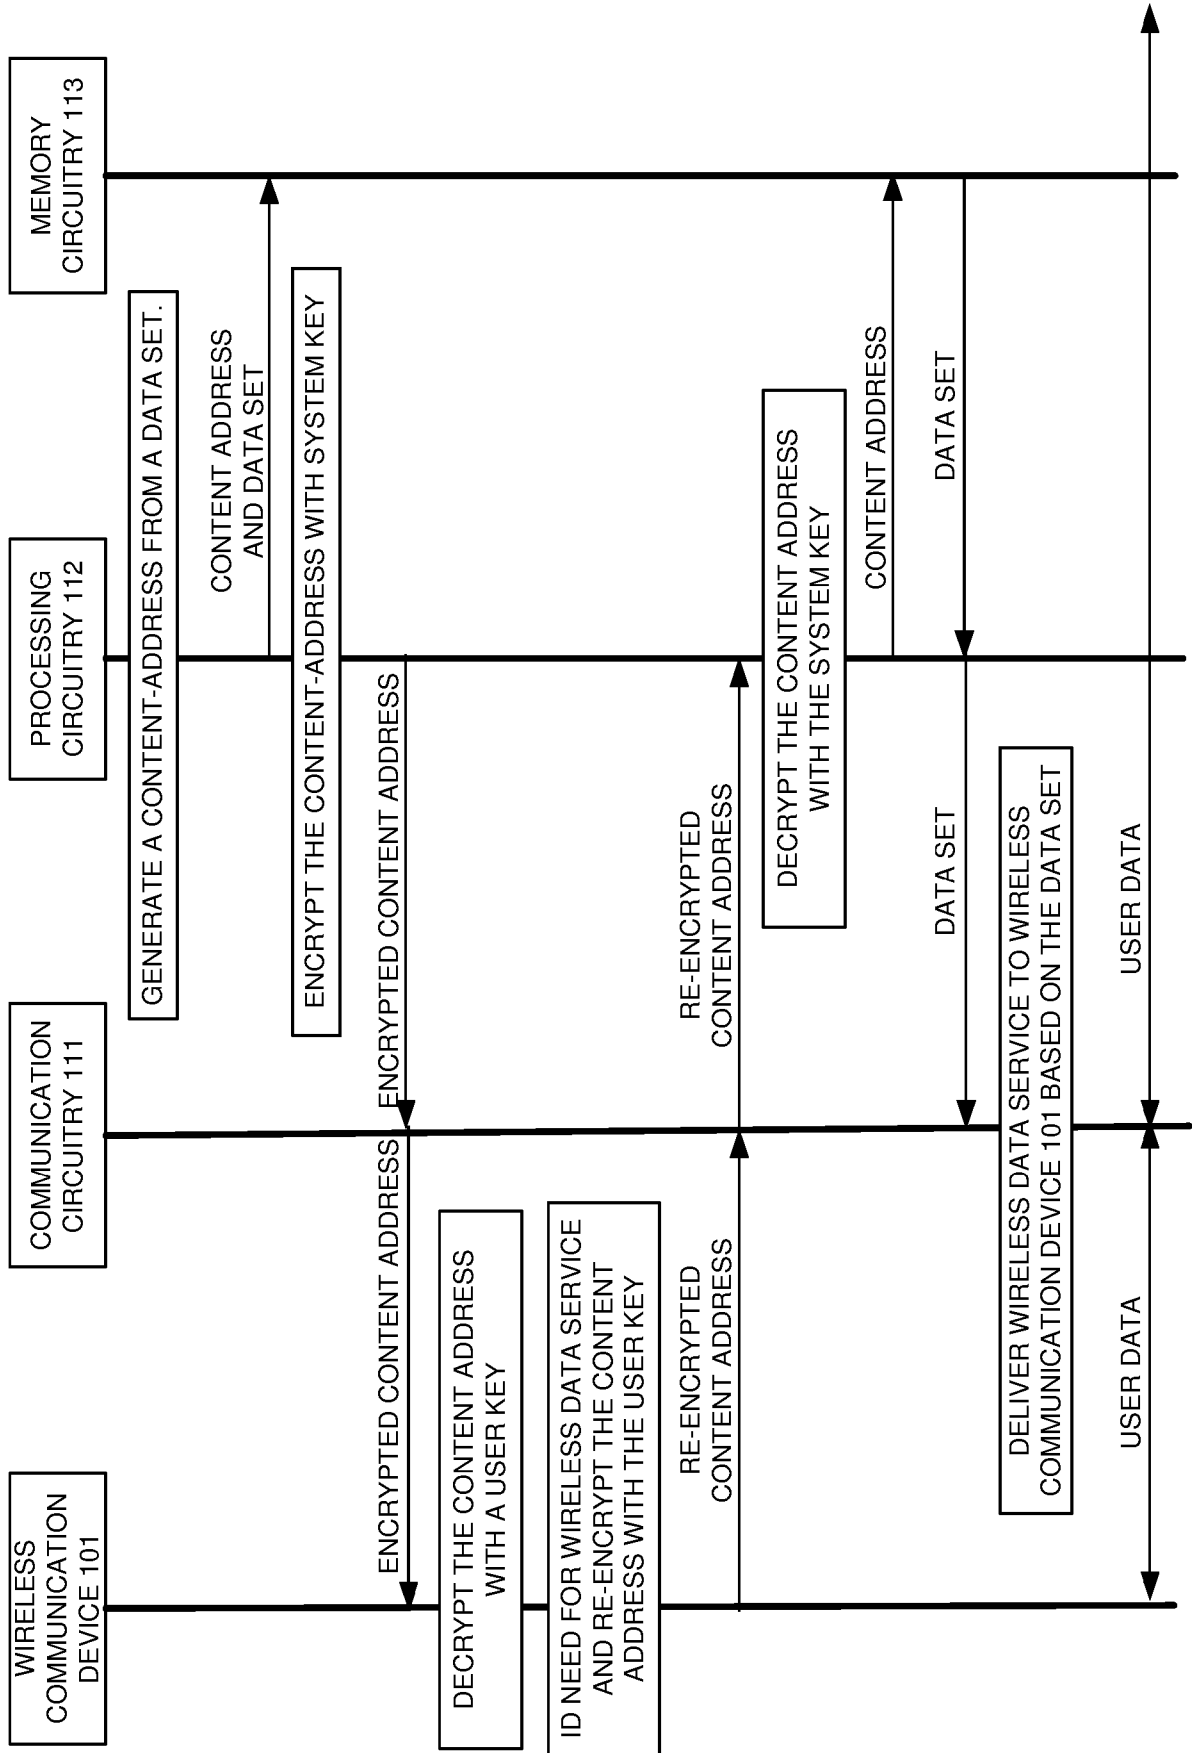 WIRELESS
COMMUNICATION
DEVICE 101
COMMUNICATION
CIRCUITRY 111
PROCESSING
CIRCUITRY 112
MEMORY
CIRCUITRY 113
GENERATE A CONTENT-ADDRESS FROM A DATA SET.
CONTENT ADDRESS
AND DATA SET
ENCRYPT THE CONTENT-ADDRESS WITH SYSTEM KEY
ENCRYPTED CONTENT ADDRESS
ENCRYPTED CONTENT ADDRESS
DECRYPT THE CONTENT ADDRESS
WITH A USER KEY
ID NEED FOR WIRELESS DATA SERVICE
AND RE-ENCRYPT THE CONTENT
ADDRESS WITH THE USER KEY
RE-ENCRYPTED
CONTENT ADDRESS
RE-ENCRYPTED
CONTENT ADDRESS
DECRYPT THE CONTENT ADDRESS
WITH THE SYSTEM KEY
CONTENT ADDRESS
DATA SET
DATA SET
DELIVER WIRELESS DATA SERVICE TO WIRELESS
COMMUNICATION DEVICE 101 BASED ON THE DATA SET
USER DATA
USER DATA